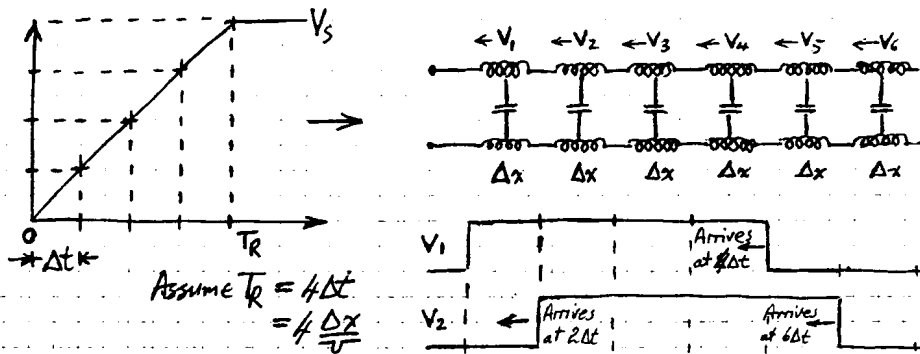 V_S
0
T_R
Δt
Assume T_R = 4Δt
= 4 Δx/v
←V_1 ←V_2 ←V_3 ←V_4 ←V_5 ←V_6
Δx Δx Δx Δx Δx Δx
V_1
Arrives
at Δt
V_2
Arrives
at 2Δt
Arrives
at 6Δt